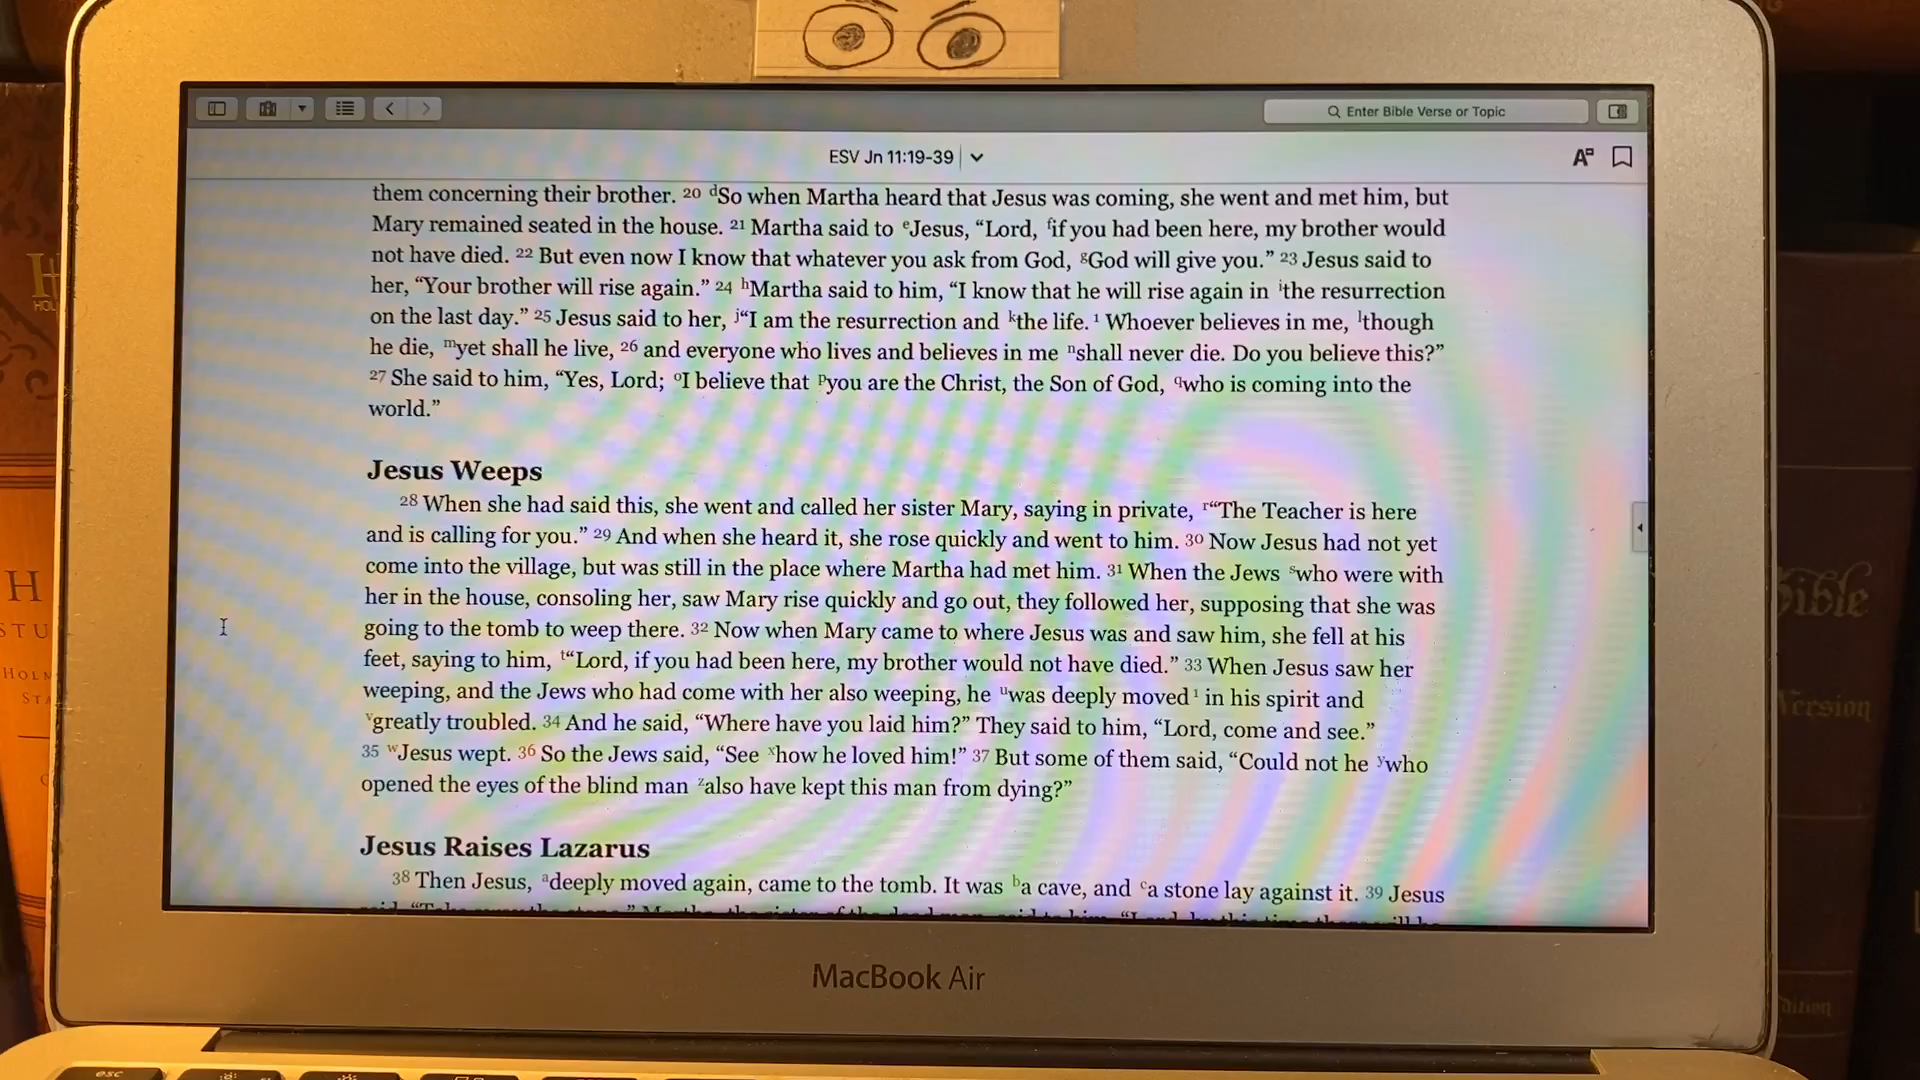 Enter Bible Verse or Topic
ESV Jn 11:19-39
them concerning their brother. 20 dSo when Martha heard that Jesus was coming, she went and met him, but
Mary remained seated in the house. 21 Martha said to eJesus, “Lord, fif you had been here, my brother would
not have died. 22 But even now I know that whatever you ask from God, gGod will give you.” 23 Jesus said to
her, “Your brother will rise again.” 24 hMartha said to him, “I know that he will rise again in ithe resurrection
on the last day.” 25 Jesus said to her, j“I am the resurrection and kthe life.1 Whoever believes in me, lthough
he die, myet shall he live, 26 and everyone who lives and believes in me nshall never die. Do you believe this?”
27 She said to him, “Yes, Lord; oI believe that pyou are the Christ, the Son of God, qwho is coming into the
world.”
Jesus Weeps
28 When she had said this, she went and called her sister Mary, saying in private, r“The Teacher is here
and is calling for you.” 29 And when she heard it, she rose quickly and went to him. 30 Now Jesus had not yet
come into the village, but was still in the place where Martha had met him. 31 When the Jews swho were with
her in the house, consoling her, saw Mary rise quickly and go out, they followed her, supposing that she was
going to the tomb to weep there. 32 Now when Mary came to where Jesus was and saw him, she fell at his
feet, saying to him, t“Lord, if you had been here, my brother would not have died.” 33 When Jesus saw her
weeping, and the Jews who had come with her also weeping, he uwas deeply moved1 in his spirit and
vgreatly troubled. 34 And he said, “Where have you laid him?” They said to him, “Lord, come and see.”
35 wJesus wept. 36 So the Jews said, “See xhow he loved him!” 37 But some of them said, “Could not he ywho
opened the eyes of the blind man zalso have kept this man from dying?”
Jesus Raises Lazarus
38 Then Jesus, adeeply moved again, came to the tomb. It was ba cave, and ca stone lay against it. 39 Jesus
MacBook Air
esc
H
STU
HOLM
STA
Bible
Version